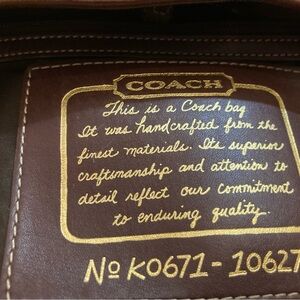 COACH
This is a Coach bag
It was handcrafted from the
finest materials. Its superior
craftsmanship and attention to
detail reflect our commitment
to enduring quality.
No K0671-10627